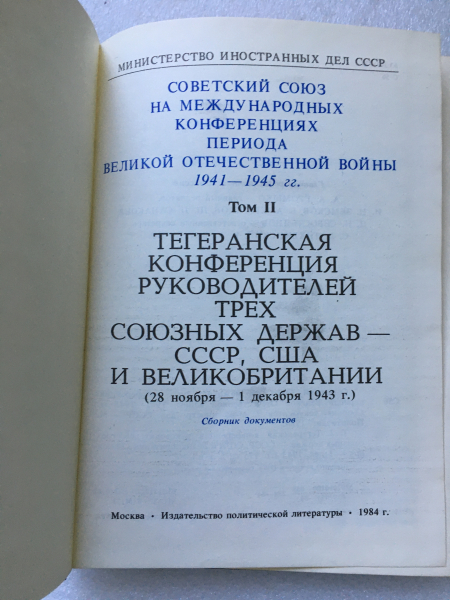 МИНИСТЕРСТВО ИНОСТРАННЫХ ДЕЛ СССР
СОВЕТСКИЙ СОЮЗ
НА МЕЖДУНАРОДНЫХ
КОНФЕРЕНЦИЯХ
ПЕРИОДА
ВЕЛИКОЙ ОТЕЧЕСТВЕННОЙ ВОЙНЫ
1941—1945 гг.
Том II
ТЕГЕРАНСКАЯ
КОНФЕРЕНЦИЯ
РУКОВОДИТЕЛЕЙ
ТРЕХ
СОЮЗНЫХ ДЕРЖАВ —
СССР, США
И ВЕЛИКОБРИТАНИИ
(28 ноября — 1 декабря 1943 г.)
Сборник документов
Москва • Издательство политической литературы • 1984 г.